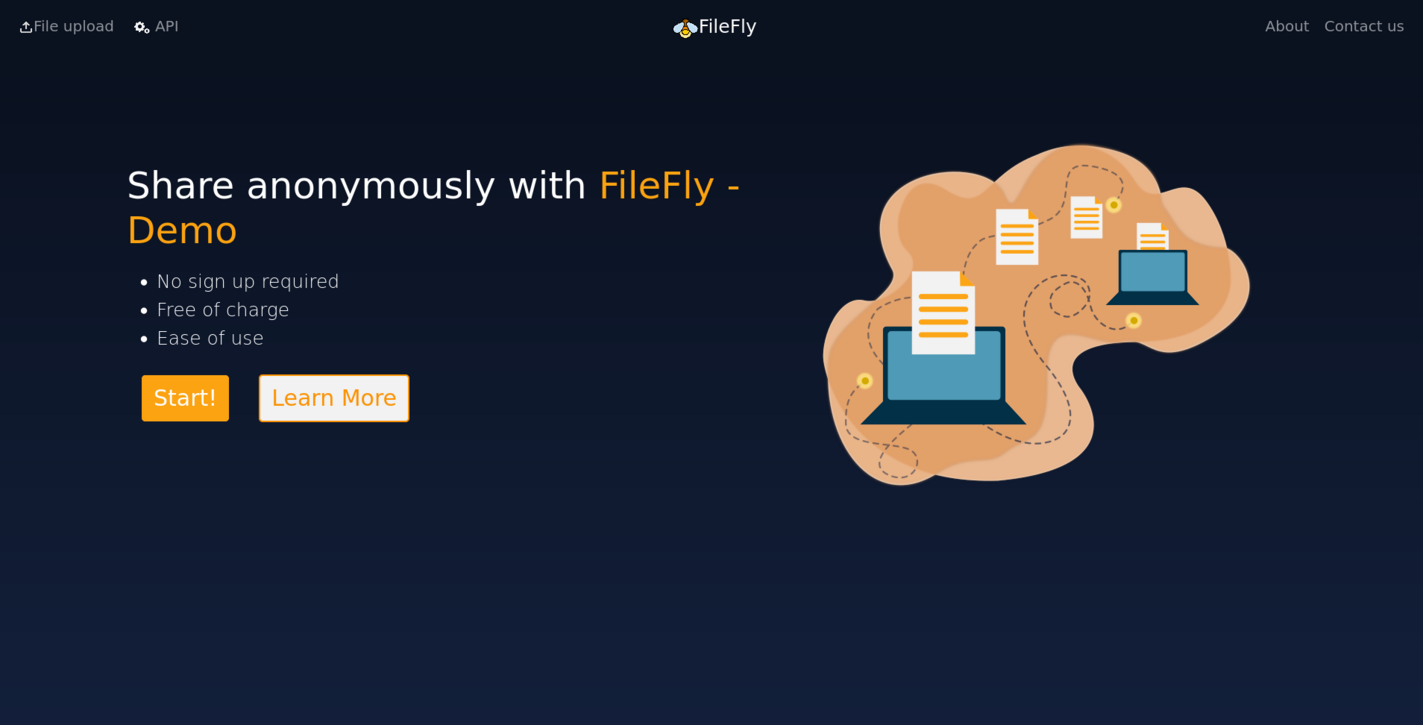 File upload API FileFly About Contact us
Share anonymously with FileFly -
Demo
No sign up required
Free of charge
Ease of use
Start! Learn More